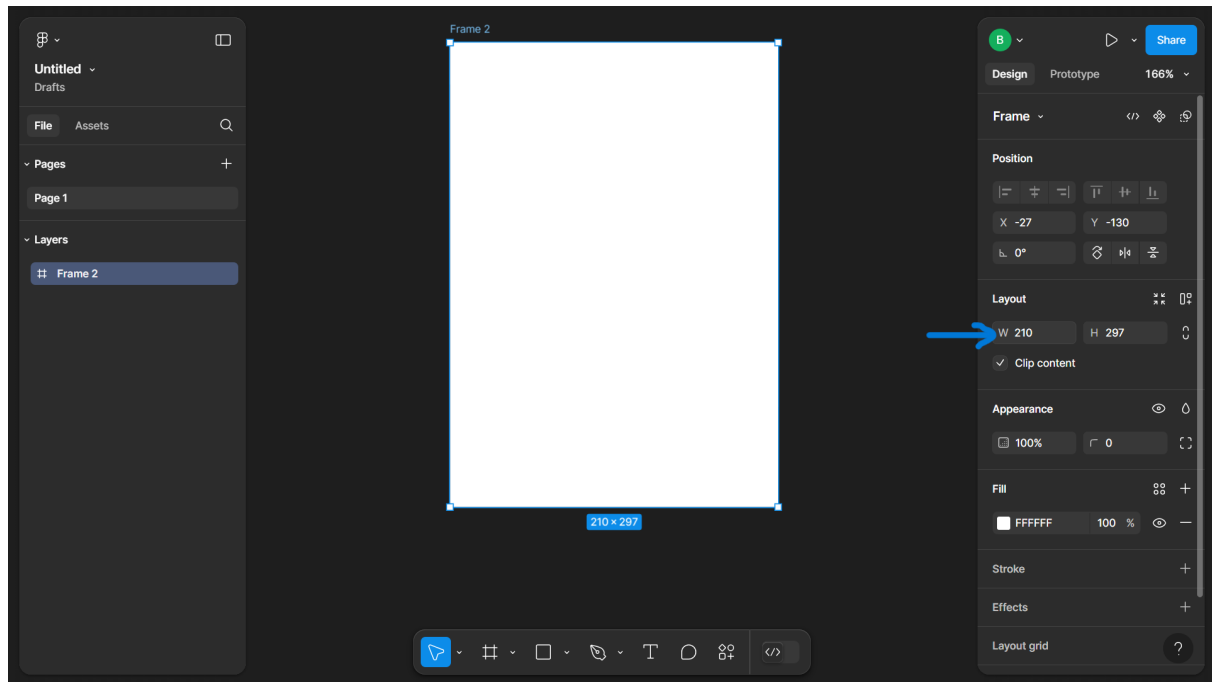 Untitled
Drafts
File Assets
Pages
Page 1
Layers
Frame 2
Frame 2
210 × 297
B
Share
Design Prototype 166%
Frame
Position
X -27 Y -130
0°
Layout
W 210 H 297
Clip content
Appearance
100% 0
Fill
FFFFFF 100 %
Stroke
Effects
Layout grid
?